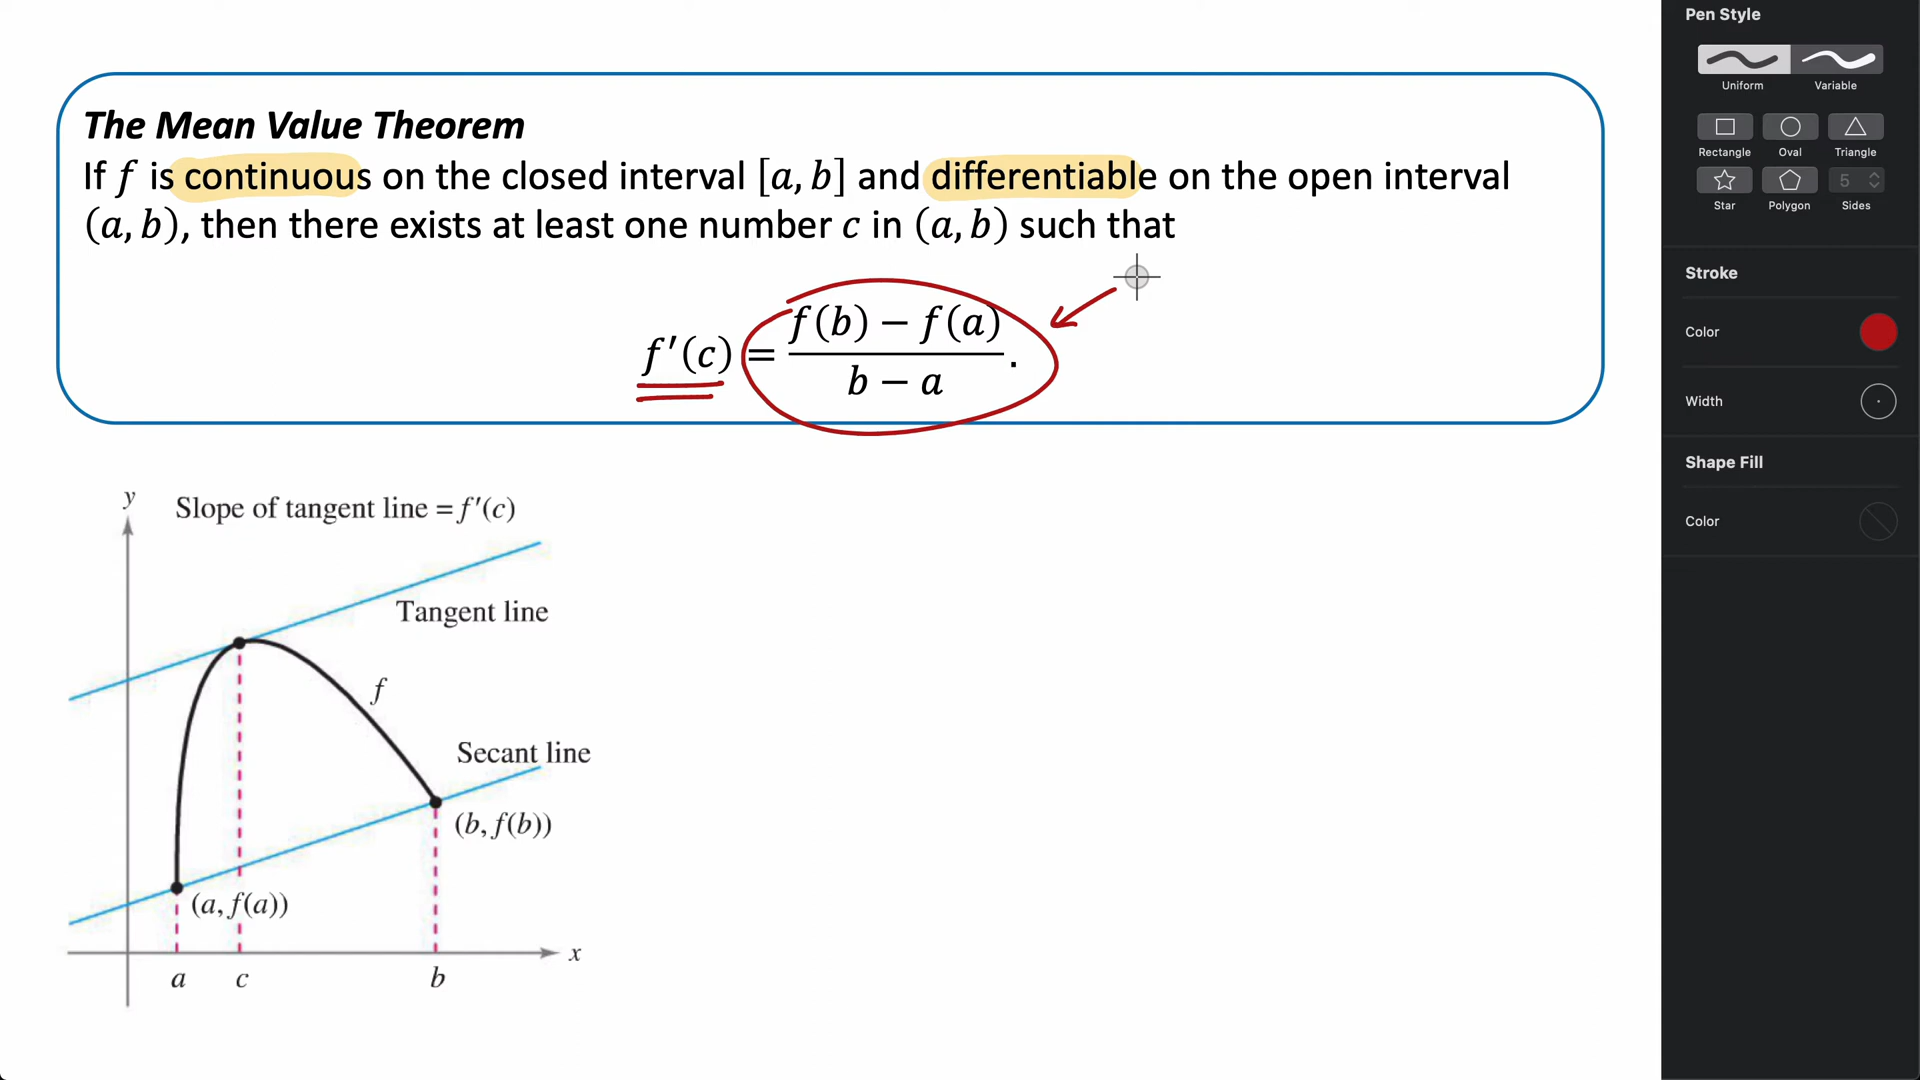 The Mean Value Theorem
If f is continuous on the closed interval [a, b] and differentiable on the open interval
(a, b), then there exists at least one number c in (a, b) such that
f′(c) = \frac{f(b) − f(a)}{b − a}.
y
Slope of tangent line = f′(c)
Tangent line
f
Secant line
(b, f(b))
(a, f(a))
x
a c b
Pen Style
Uniform Variable
Rectangle Oval Triangle
5
Star Polygon Sides
Stroke
Color
Width
Shape Fill
Color